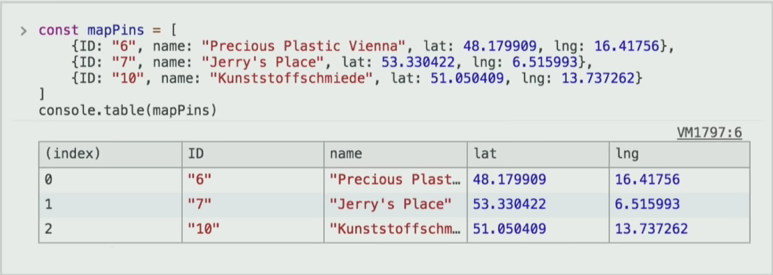 > const mapPins = [
{ID: "6", name: "Precious Plastic Vienna", lat: 48.179909, lng: 16.41756},
{ID: "7", name: "Jerry's Place", lat: 53.330422, lng: 6.515993},
{ID: "10", name: "Kunststoffschmiede", lat: 51.050409, lng: 13.737262}
]
console.table(mapPins)
VM1797:6
(index) ID name lat lng
0 "6" "Precious Plast… 48.179909 16.41756
1 "7" "Jerry's Place" 53.330422 6.515993
2 "10" "Kunststoffschm… 51.050409 13.737262